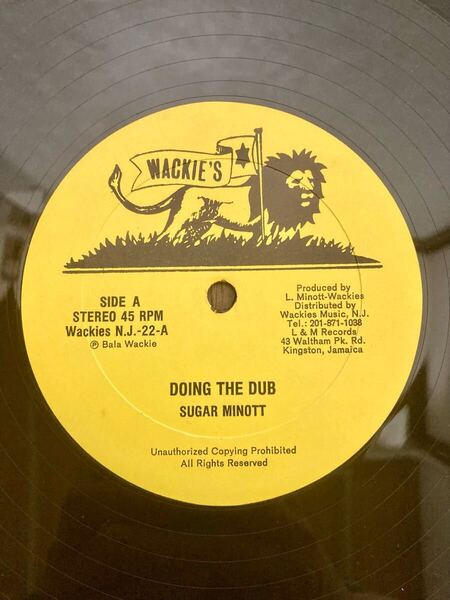 WACKIE'S
SIDE A
STEREO 45 RPM
Wackies N.J.-22-A
℗ Bala Wackie
Produced by
L. Minott-Wackies
Distributed by
Wackies Music, N.J.
Tel.: 201-871-1038
L & M Records
43 Waltham Pk. Rd.
Kingston, Jamaica
DOING THE DUB
SUGAR MINOTT
Unauthorized Copying Prohibited
All Rights Reserved